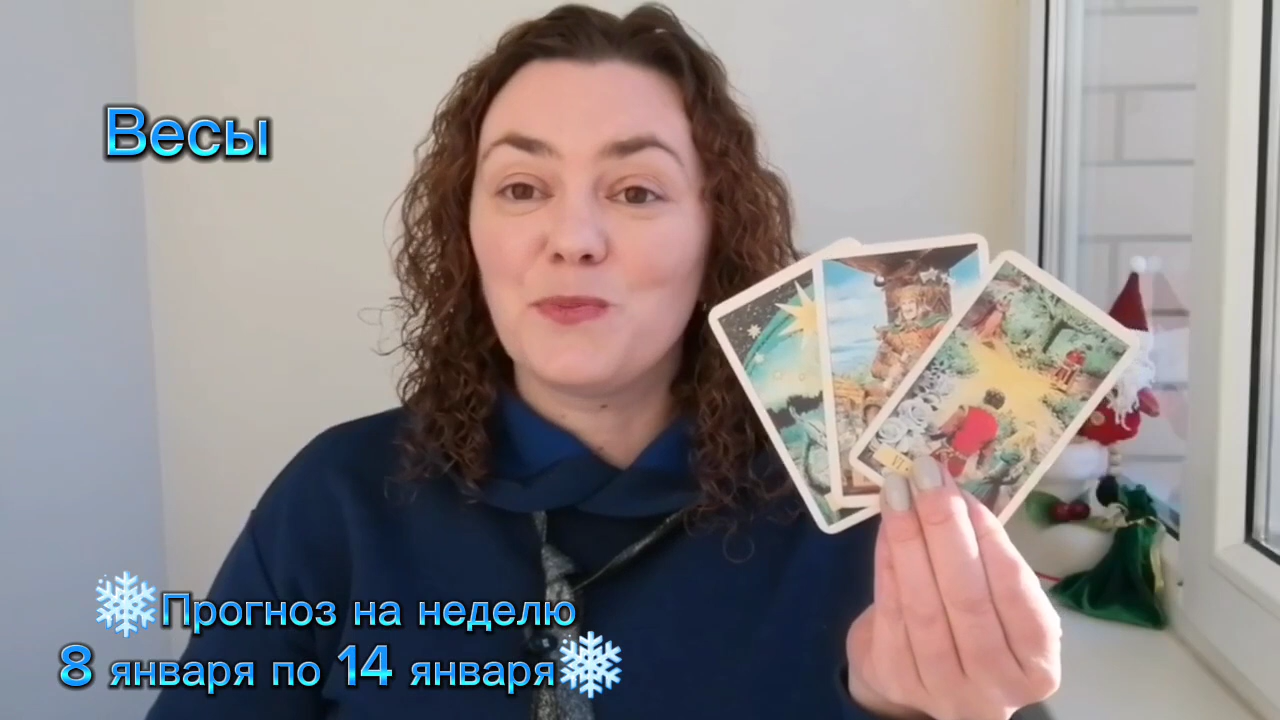 Весы
Прогноз на неделю
8 января по 14 января